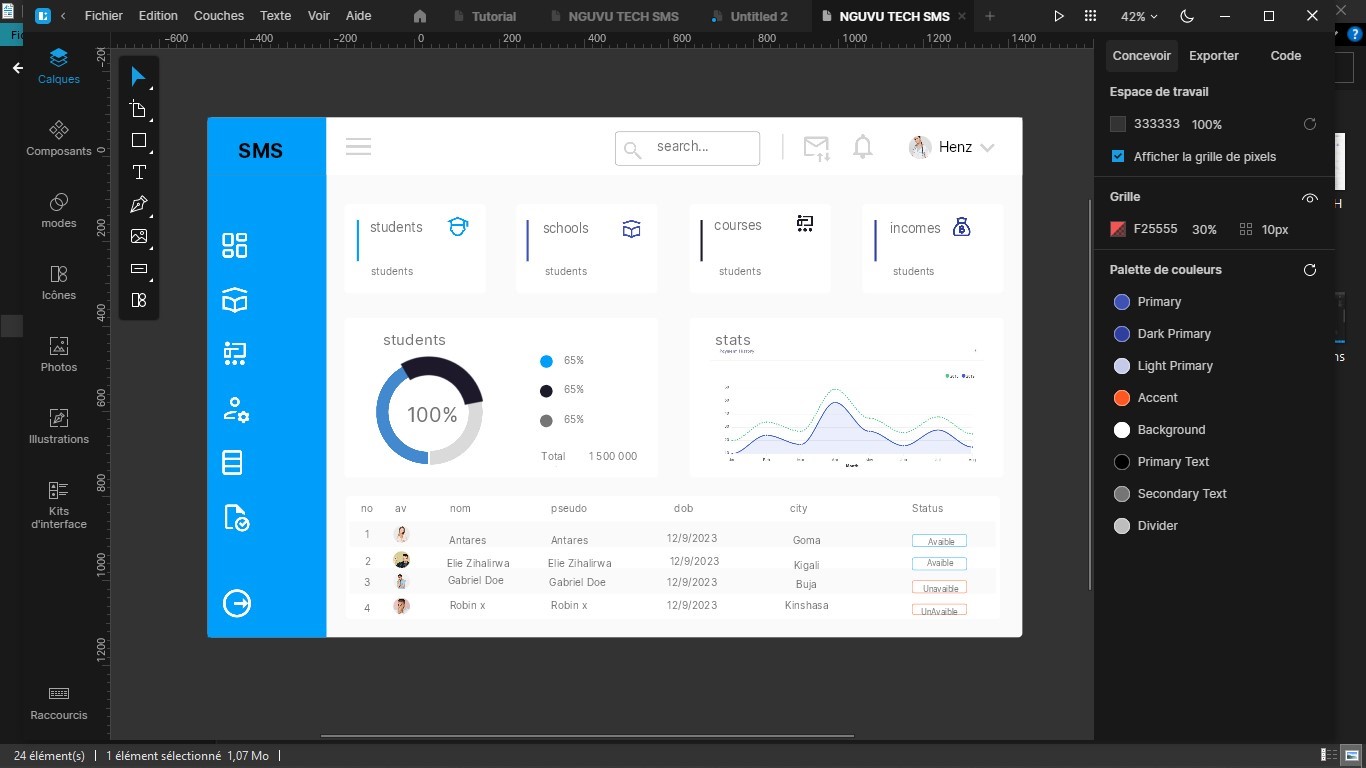 Fichier Edition Couches Texte Voir Aide
Tutorial
NGUVU TECH SMS
Untitled 2
NGUVU TECH SMS
42%
-600 -400 -200 0 200 400 600 800 1000 1200 1400
Calques
Composants
modes
Icônes
Photos
Illustrations
Kits
d'interface
Raccourcis
0
200
400
600
800
1000
1200
SMS
search...
Henz
students
students
schools
students
courses
students
incomes
students
students
100%
65%
65%
65%
Total 1 500 000
stats
Payment History
Month
no av nom pseudo dob city Status
1 Antares Antares 12/9/2023 Goma Avaible
2 Elie Zihalirwa Elie Zihalirwa 12/9/2023 Kigali Avaible
3 Gabriel Doe Gabriel Doe 12/9/2023 Buja Unavaible
4 Robin x Robin x 12/9/2023 Kinshasa UnAvaible
Concevoir Exporter Code
Espace de travail
333333 100%
Afficher la grille de pixels
Grille
F25555 30% 10px
Palette de couleurs
Primary
Dark Primary
Light Primary
Accent
Background
Primary Text
Secondary Text
Divider
24 élément(s) 1 élément sélectionné 1,07 Mo